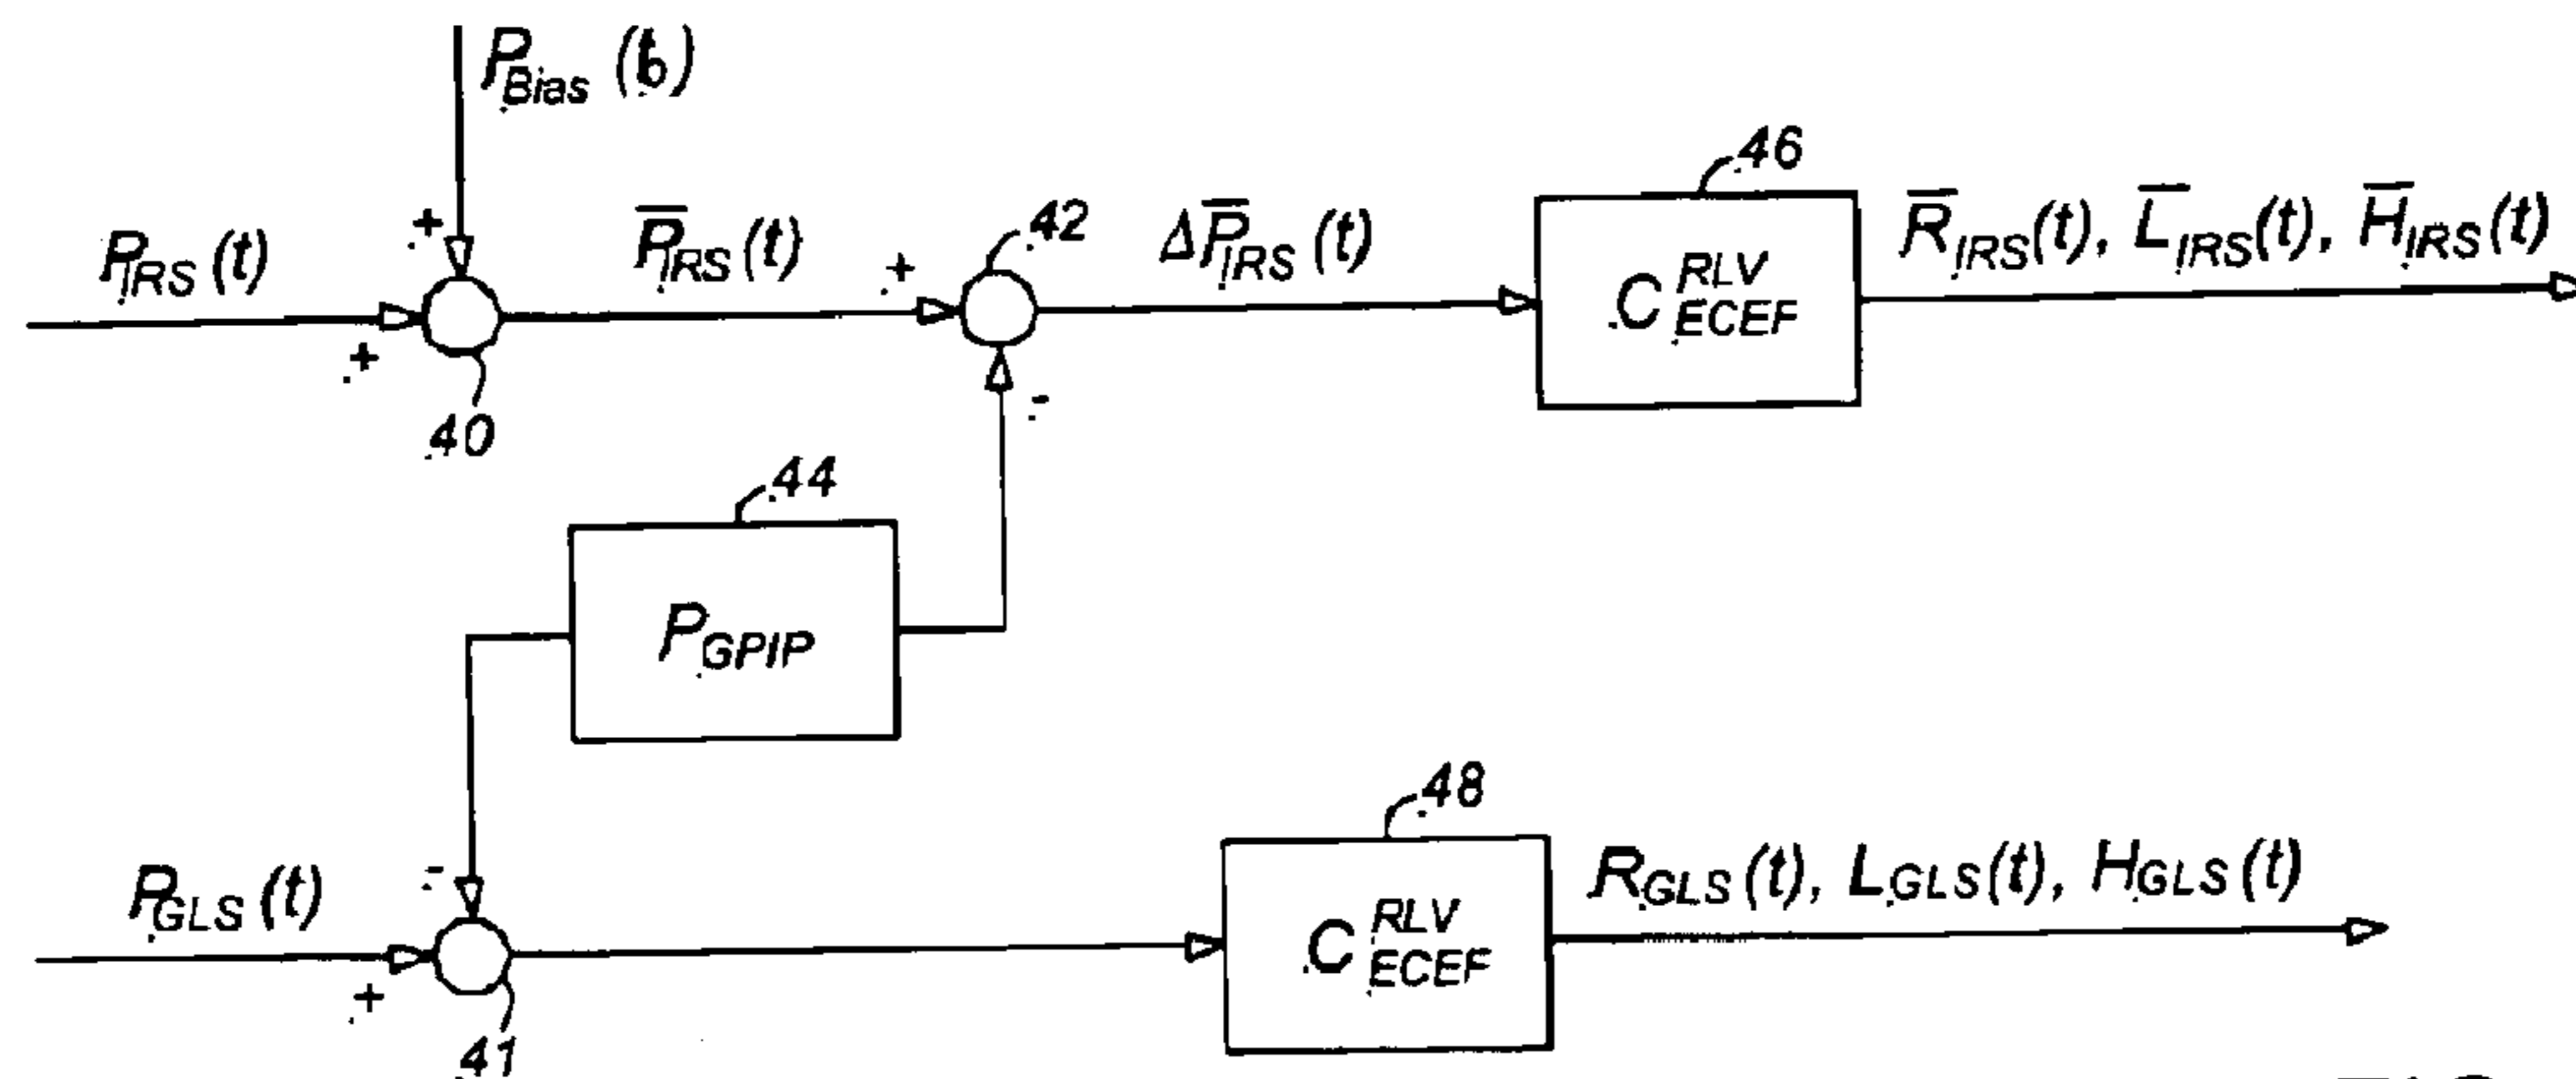 P_Bias (t₀)
46
P_IRS (t)
+
P̅_IRS (t)
+
42
ΔP̅_IRS (t)
C^RLV_ECEF
R̅_IRS(t), L̅_IRS(t), H̅_IRS(t)
+
40
-
44
P_GPIP
48
P_GLS (t)
-
+
41
C^RLV_ECEF
R_GLS (t), L_GLS(t), H_GLS (t)